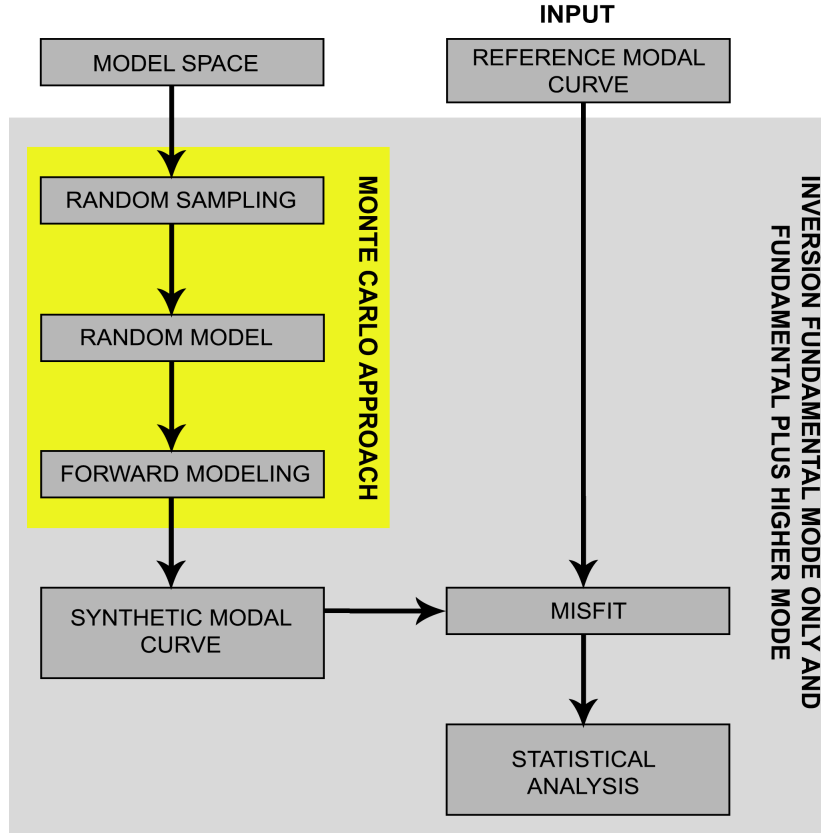 INPUT
MODEL SPACE
REFERENCE MODAL
CURVE
RANDOM SAMPLING
RANDOM MODEL
FORWARD MODELING
MONTE CARLO APPROACH
SYNTHETIC MODAL
CURVE
MISFIT
STATISTICAL
ANALYSIS
INVERSION FUNDAMENTAL MODE ONLY AND
FUNDAMENTAL PLUS HIGHER MODE